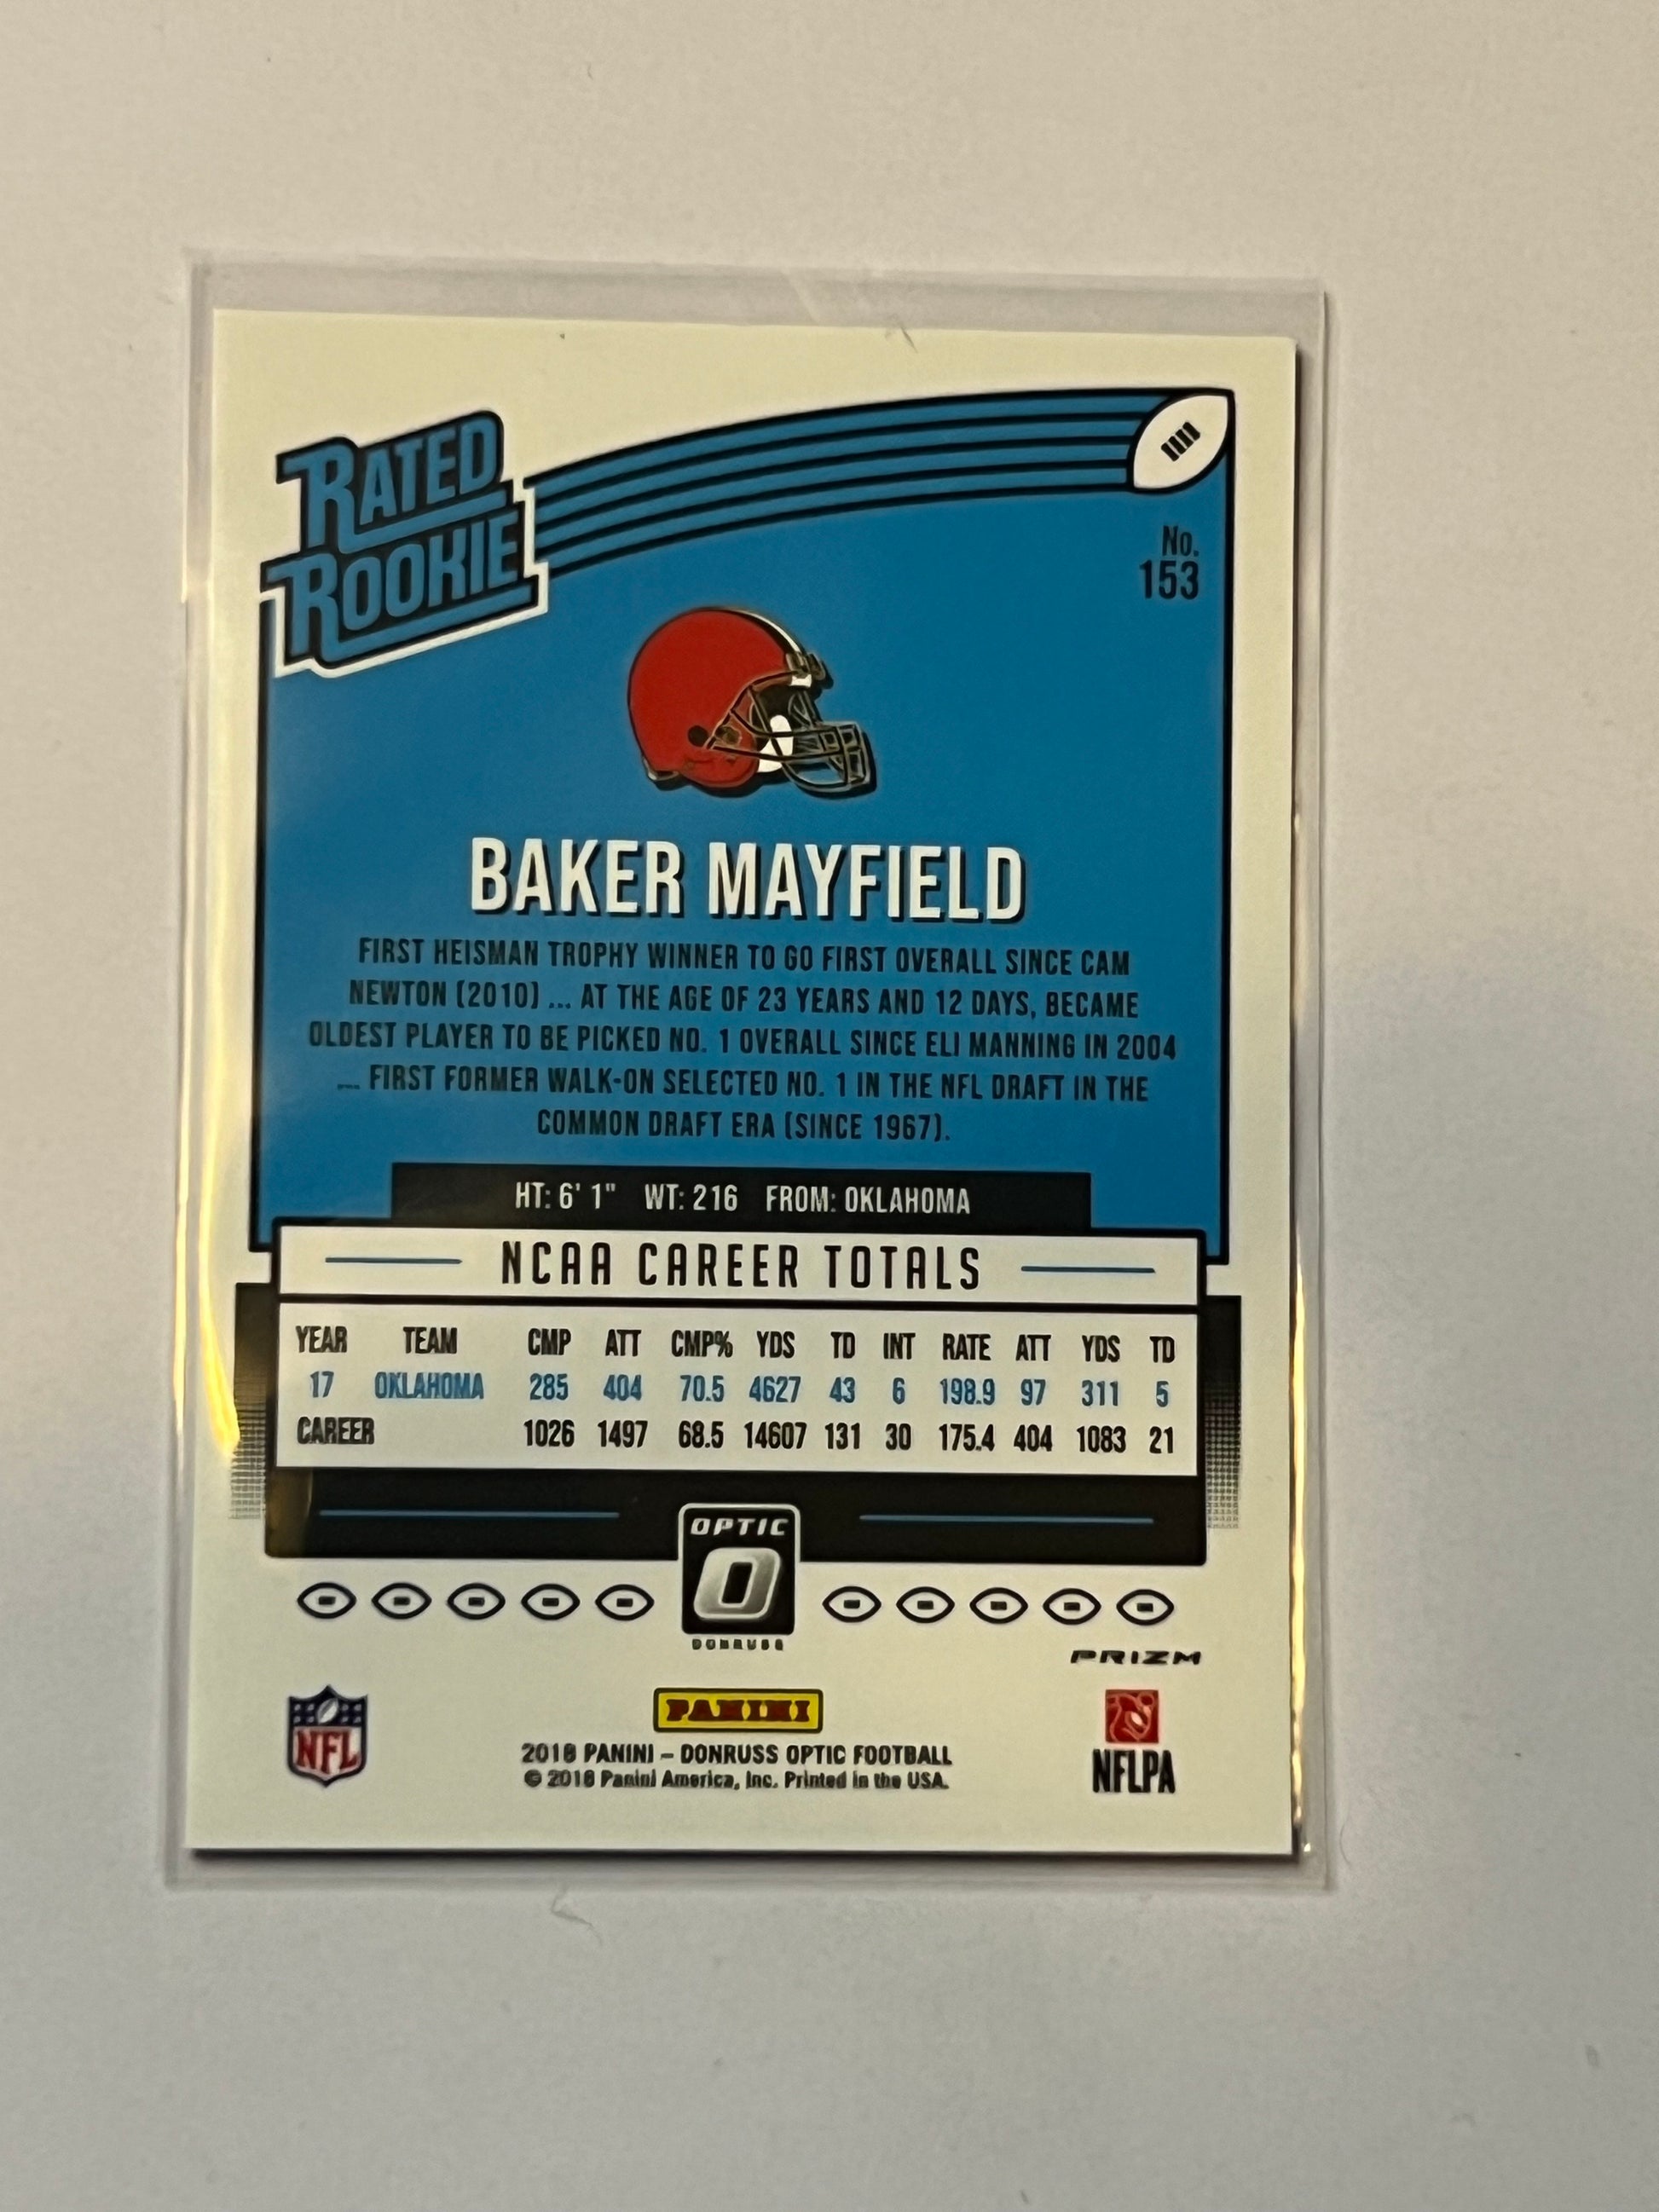 RATED
ROOKIE
No.
153
BAKER MAYFIELD
FIRST HEISMAN TROPHY WINNER TO GO FIRST OVERALL SINCE CAM
NEWTON (2010) ... AT THE AGE OF 23 YEARS AND 12 DAYS, BECAME
OLDEST PLAYER TO BE PICKED NO. 1 OVERALL SINCE ELI MANNING IN 2004
... FIRST FORMER WALK-ON SELECTED NO. 1 IN THE NFL DRAFT IN THE
COMMON DRAFT ERA (SINCE 1967).
HT: 6' 1" WT: 216 FROM: OKLAHOMA
NCAA CAREER TOTALS
YEAR TEAM CMP ATT CMP% YDS TD INT RATE ATT YDS TD
17 OKLAHOMA 285 404 70.5 4627 43 6 198.9 97 311 5
CAREER 1026 1497 68.5 14607 131 30 175.4 404 1083 21
OPTIC
O
DONRUSS
PRIZM
NFL
PANINI
2018 PANINI – DONRUSS OPTIC FOOTBALL
© 2018 Panini America, Inc. Printed in the USA.
NFLPA